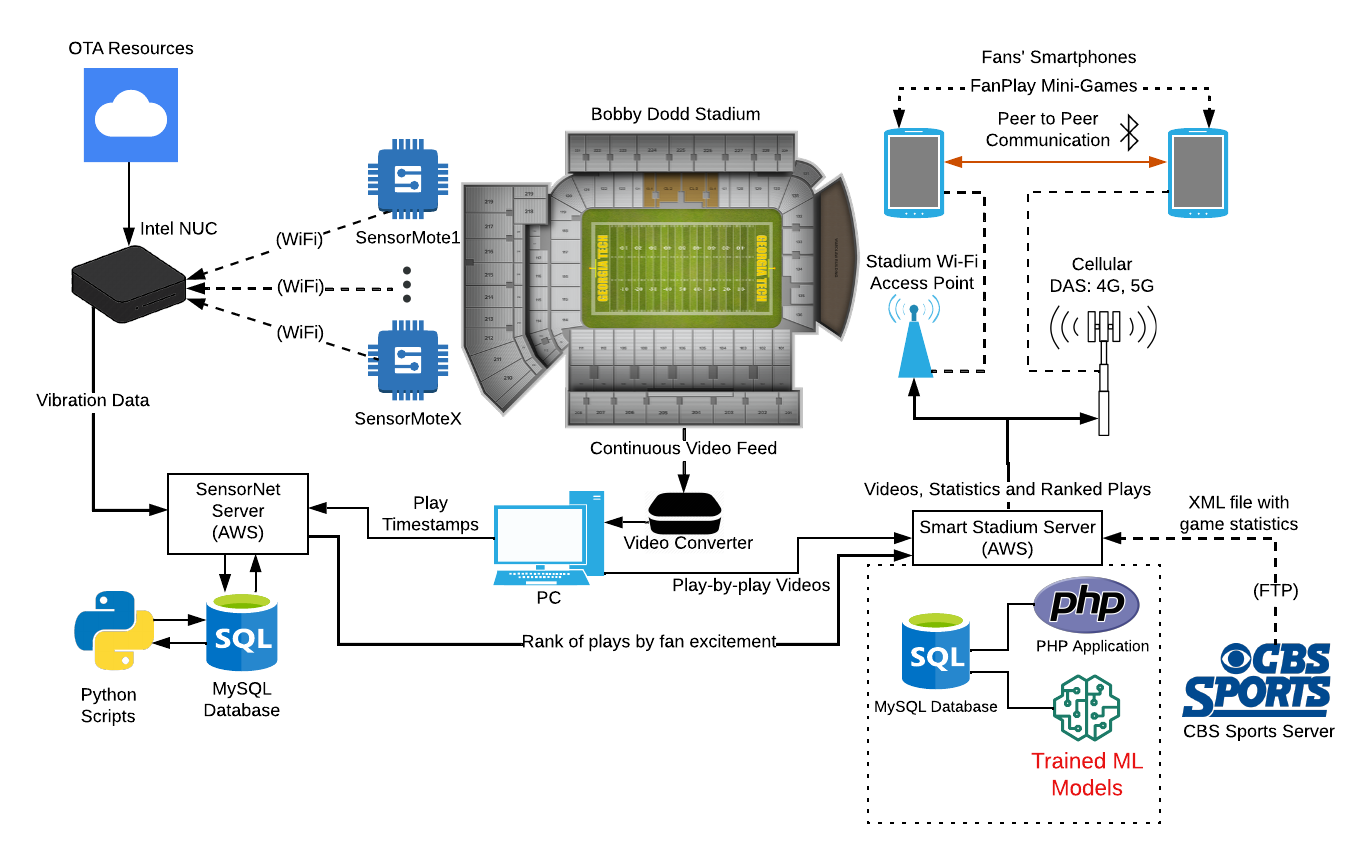 OTA Resources
Intel NUC
(WiFi)
(WiFi)
(WiFi)
SensorMote1
SensorMoteX
Vibration Data
Bobby Dodd Stadium
GEORGIA TECH
GEORGIA TECH
Continuous Video Feed
Video Converter
Fans' Smartphones
FanPlay Mini-Games
Peer to Peer
Communication
Stadium Wi-Fi
Access Point
Cellular
DAS: 4G, 5G
SensorNet
Server
(AWS)
Play
Timestamps
PC
Play-by-play Videos
Rank of plays by fan excitement
Videos, Statistics and Ranked Plays
Smart Stadium Server
(AWS)
XML file with
game statistics
(FTP)
Python
Scripts
SQL
MySQL
Database
SQL
MySQL Database
php
PHP Application
Trained ML
Models
CBS
SPORTS
CBS Sports Server